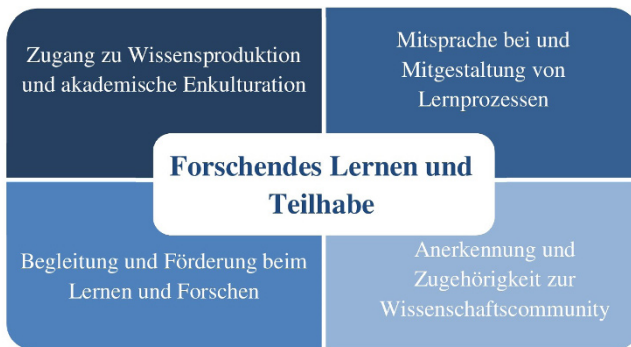 Zugang zu Wissensproduktion
und akademische Enkulturation
Mitsprache bei und
Mitgestaltung von
Lernprozessen
Forschendes Lernen und
Teilhabe
Begleitung und Förderung beim
Lernen und Forschen
Anerkennung und
Zugehörigkeit zur
Wissenschaftscommunity